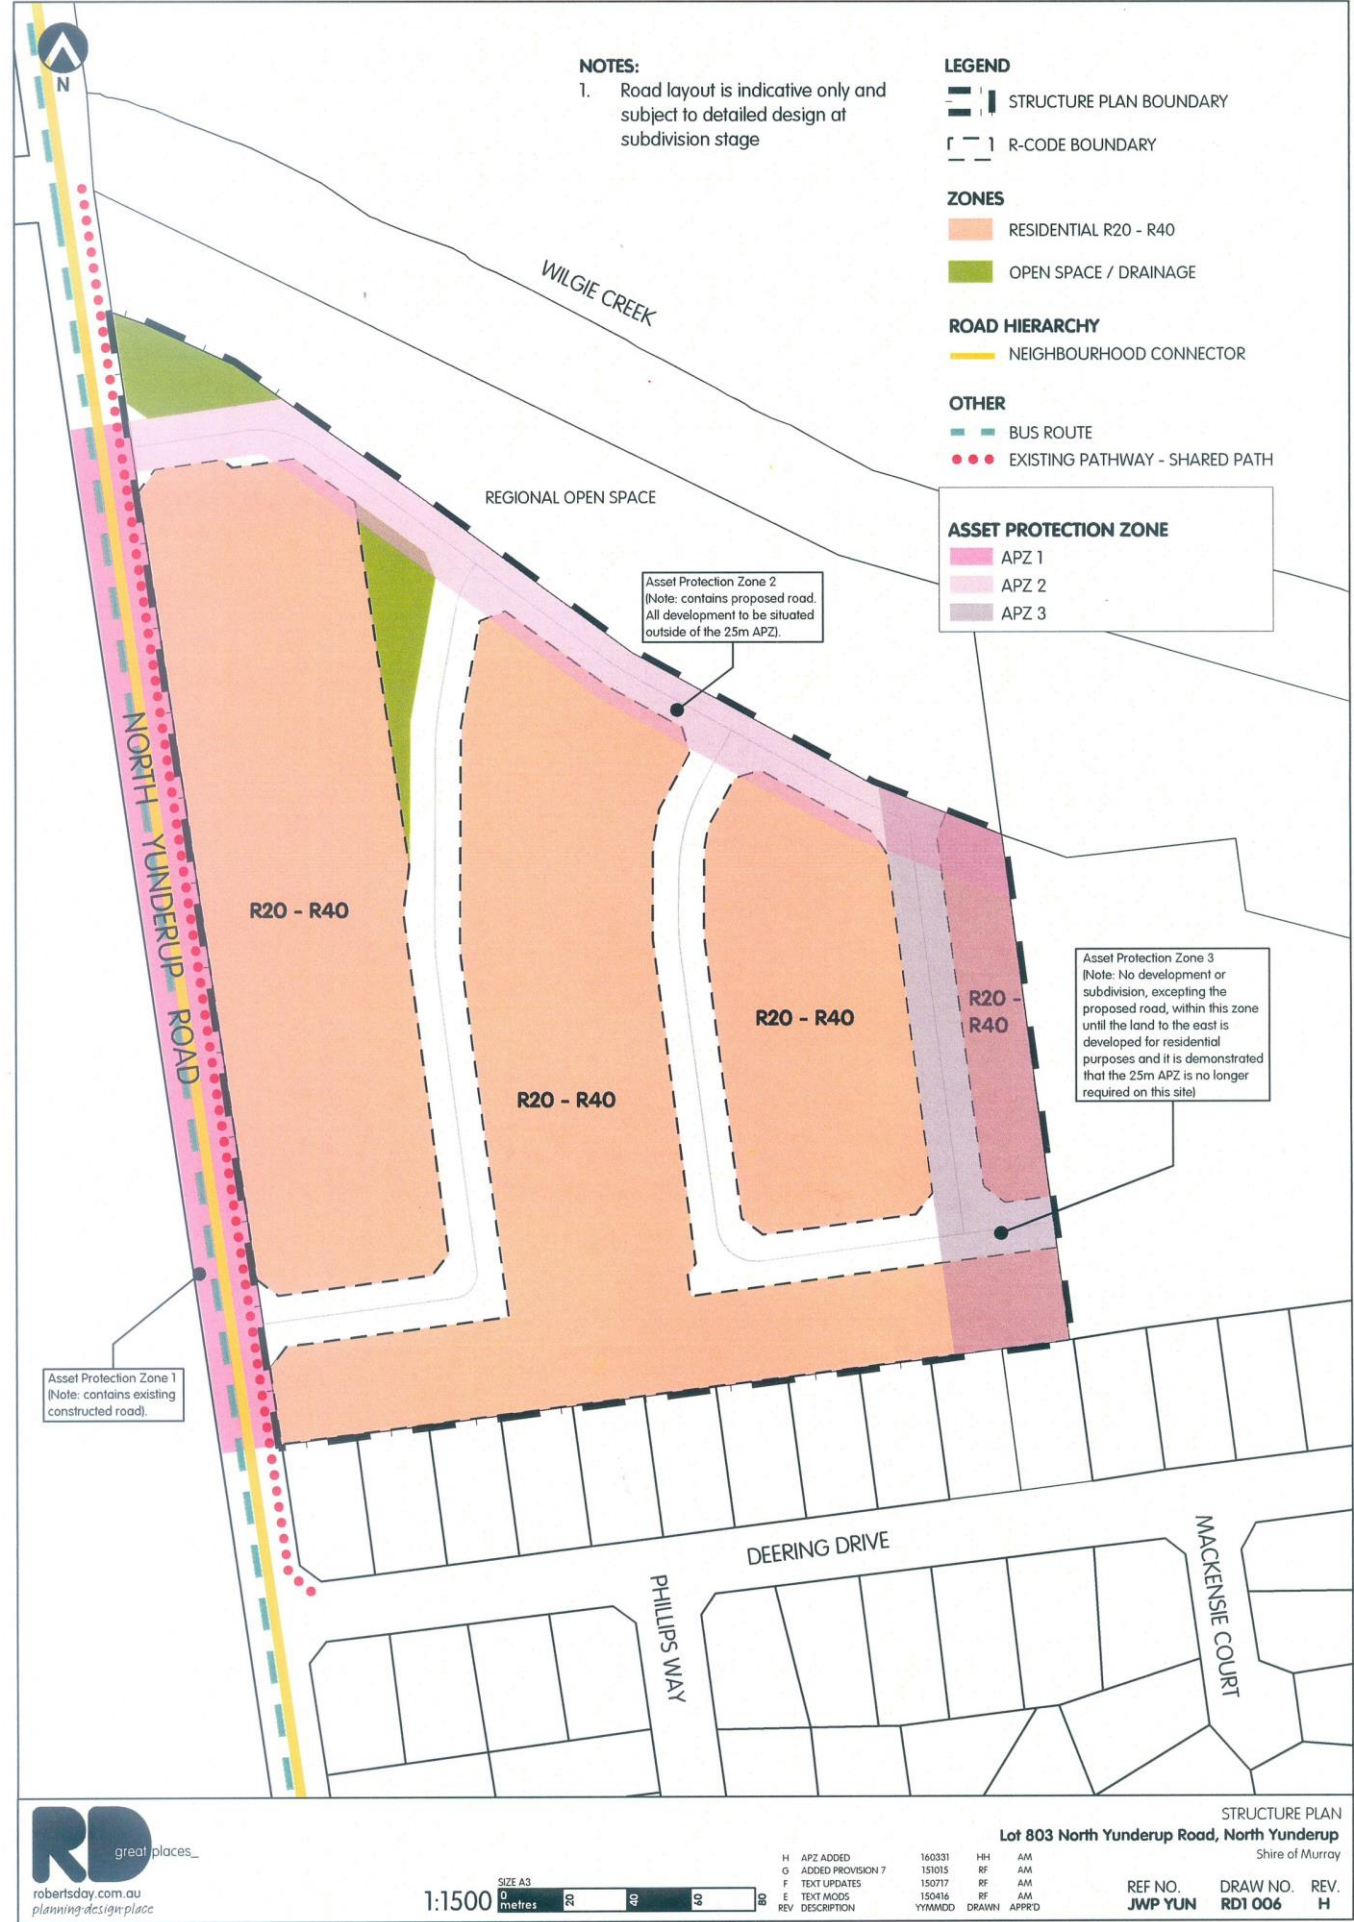 N
NOTES:
1. Road layout is indicative only and
subject to detailed design at
subdivision stage
LEGEND
STRUCTURE PLAN BOUNDARY
R-CODE BOUNDARY
ZONES
RESIDENTIAL R20 - R40
OPEN SPACE / DRAINAGE
ROAD HIERARCHY
NEIGHBOURHOOD CONNECTOR
OTHER
BUS ROUTE
EXISTING PATHWAY - SHARED PATH
ASSET PROTECTION ZONE
APZ 1
APZ 2
APZ 3
WILGIE CREEK
REGIONAL OPEN SPACE
Asset Protection Zone 2
(Note: contains proposed road.
All development to be situated
outside of the 25m APZ).
NORTH YUNDERUP ROAD
R20 - R40
R20 - R40
R20 - R40
R20 -
R40
Asset Protection Zone 3
(Note: No development or
subdivision, excepting the
proposed road, within this zone
until the land to the east is
developed for residential
purposes and it is demonstrated
that the 25m APZ is no longer
required on this site)
Asset Protection Zone 1
(Note: contains existing
constructed road).
DEERING DRIVE
PHILLIPS WAY
MACKENSIE COURT
RD
great places_
robertsday.com.au
planning·design·place
1:1500
SIZE A3
0 20 40 60 80
metres
H APZ ADDED 160331 HH AM
G ADDED PROVISION 7 151015 RF AM
F TEXT UPDATES 150717 RF AM
E TEXT MODS 150416 RF AM
REV DESCRIPTION YYMMDD DRAWN APPR'D
STRUCTURE PLAN
Lot 803 North Yunderup Road, North Yunderup
Shire of Murray
REF NO. DRAW NO. REV.
JWP YUN RD1 006 H